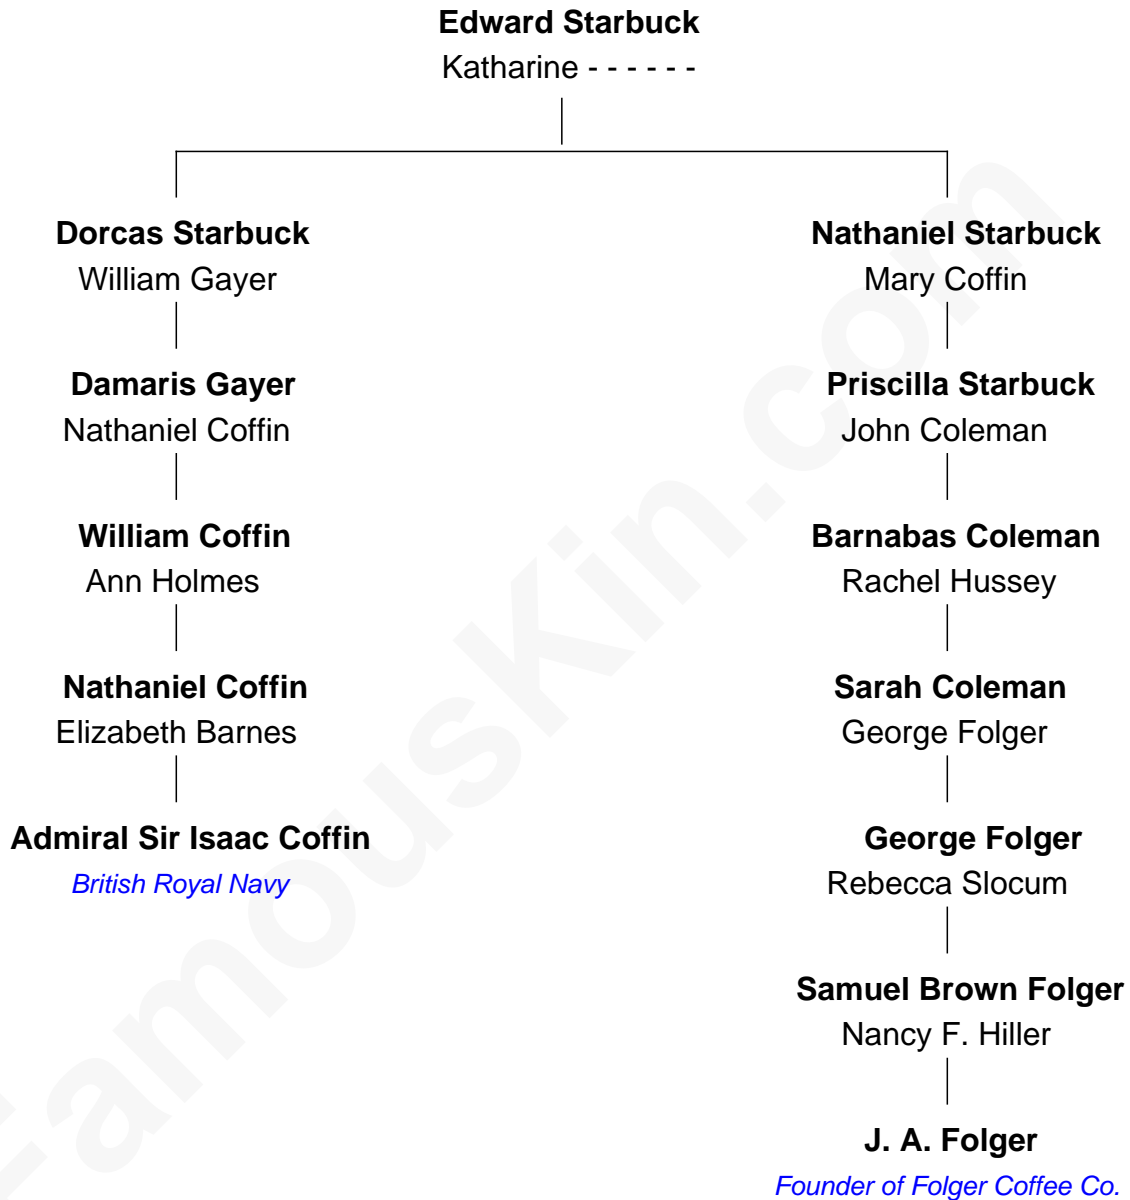 Edward Starbuck
Katharine - - - - - -
Dorcas Starbuck
William Gayer
Damaris Gayer
Nathaniel Coffin
William Coffin
Ann Holmes
Nathaniel Coffin
Elizabeth Barnes
Admiral Sir Isaac Coffin
British Royal Navy
Nathaniel Starbuck
Mary Coffin
Priscilla Starbuck
John Coleman
Barnabas Coleman
Rachel Hussey
Sarah Coleman
George Folger
George Folger
Rebecca Slocum
Samuel Brown Folger
Nancy F. Hiller
J. A. Folger
Founder of Folger Coffee Co.
FamousKin.com